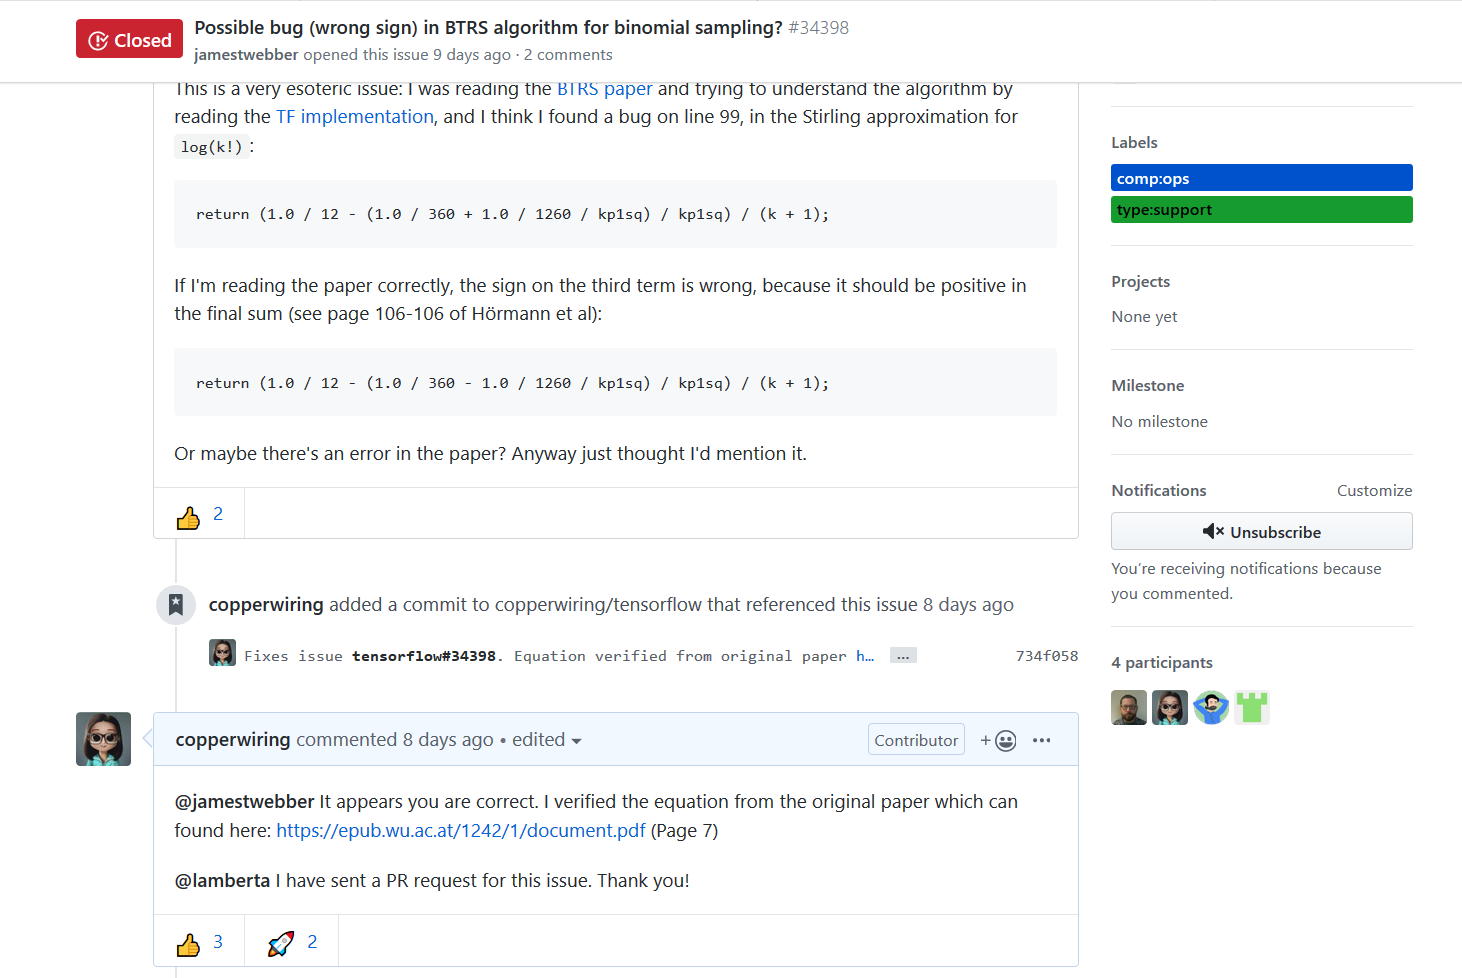 Closed
Possible bug (wrong sign) in BTRS algorithm for binomial sampling? #34398
jamestwebber opened this issue 9 days ago · 2 comments
This is a very esoteric issue: I was reading the BTRS paper and trying to understand the algorithm by
reading the TF implementation, and I think I found a bug on line 99, in the Stirling approximation for
log(k!) :
return (1.0 / 12 - (1.0 / 360 + 1.0 / 1260 / kp1sq) / kp1sq) / (k + 1);
If I'm reading the paper correctly, the sign on the third term is wrong, because it should be positive in
the final sum (see page 106-106 of Hörmann et al):
return (1.0 / 12 - (1.0 / 360 - 1.0 / 1260 / kp1sq) / kp1sq) / (k + 1);
Or maybe there's an error in the paper? Anyway just thought I'd mention it.
👍 2
copperwiring added a commit to copperwiring/tensorflow that referenced this issue 8 days ago
Fixes issue tensorflow#34398. Equation verified from original paper h… … 734f058
copperwiring commented 8 days ago • edited
Contributor
@jamestwebber It appears you are correct. I verified the equation from the original paper which can
found here: https://epub.wu.ac.at/1242/1/document.pdf (Page 7)
@lamberta I have sent a PR request for this issue. Thank you!
👍 3 🚀 2
Labels
comp:ops
type:support
Projects
None yet
Milestone
No milestone
Notifications Customize
Unsubscribe
You're receiving notifications because
you commented.
4 participants